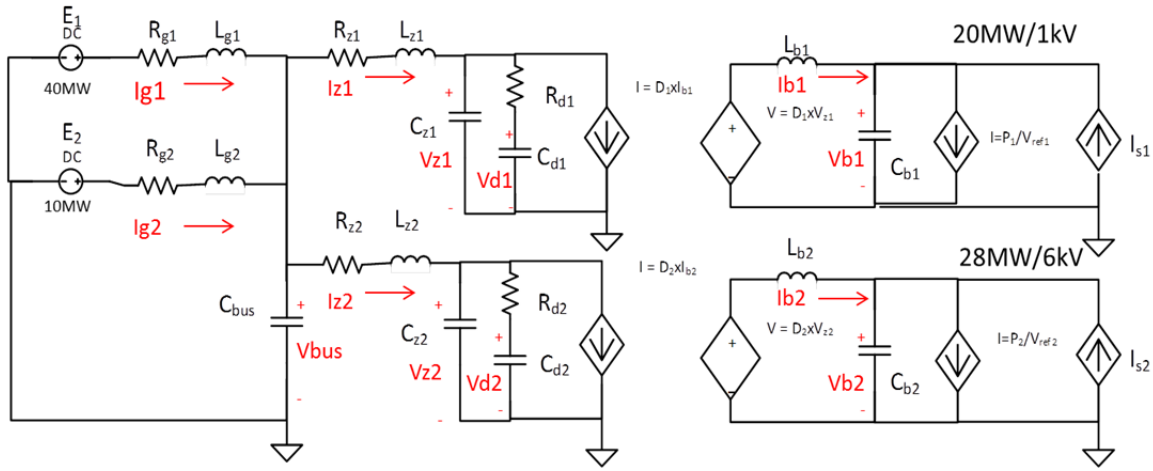 E1
DC
40MW
Rg1
Lg1
Ig1
Rz1
Lz1
Iz1
+
Cz1
Vz1
-
Rd1
+
Cd1
Vd1
-
I = D1xIb1
E2
DC
10MW
Rg2
Lg2
Ig2
Rz2
Lz2
Iz2
Cbus
+
Vbus
-
+
Cz2
Vz2
-
Rd2
+
Cd2
Vd2
-
I = D2xIb2
20MW/1kV
Lb1
Ib1
+
-
V = D1xVz1
+
Vb1
-
Cb1
I=P1/Vref1
Is1
28MW/6kV
Lb2
Ib2
+
-
V = D2xVz2
+
Vb2
-
Cb2
I=P2/Vref2
Is2